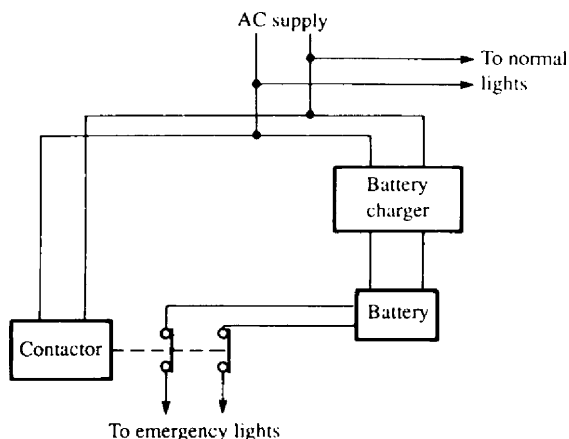 AC supply
To normal
lights
Battery
charger
Battery
Contactor
To emergency lights